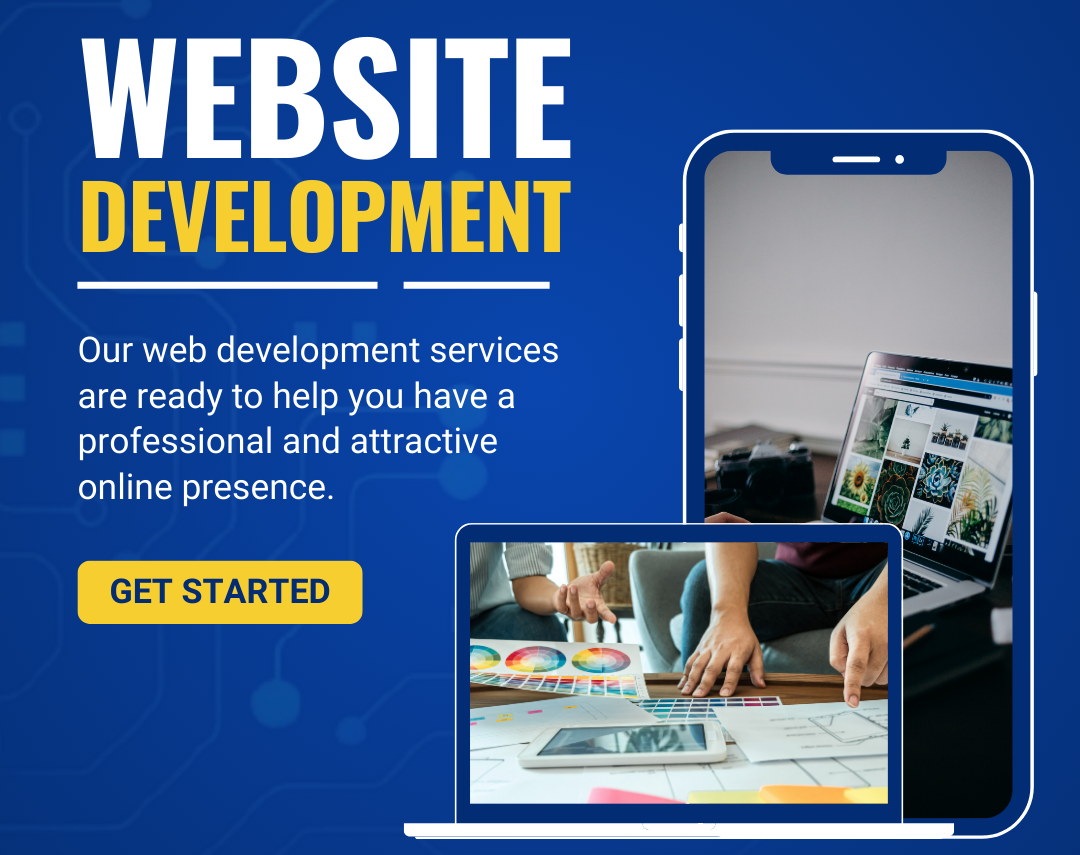 WEBSITE
DEVELOPMENT
Our web development services
are ready to help you have a
professional and attractive
online presence.
GET STARTED